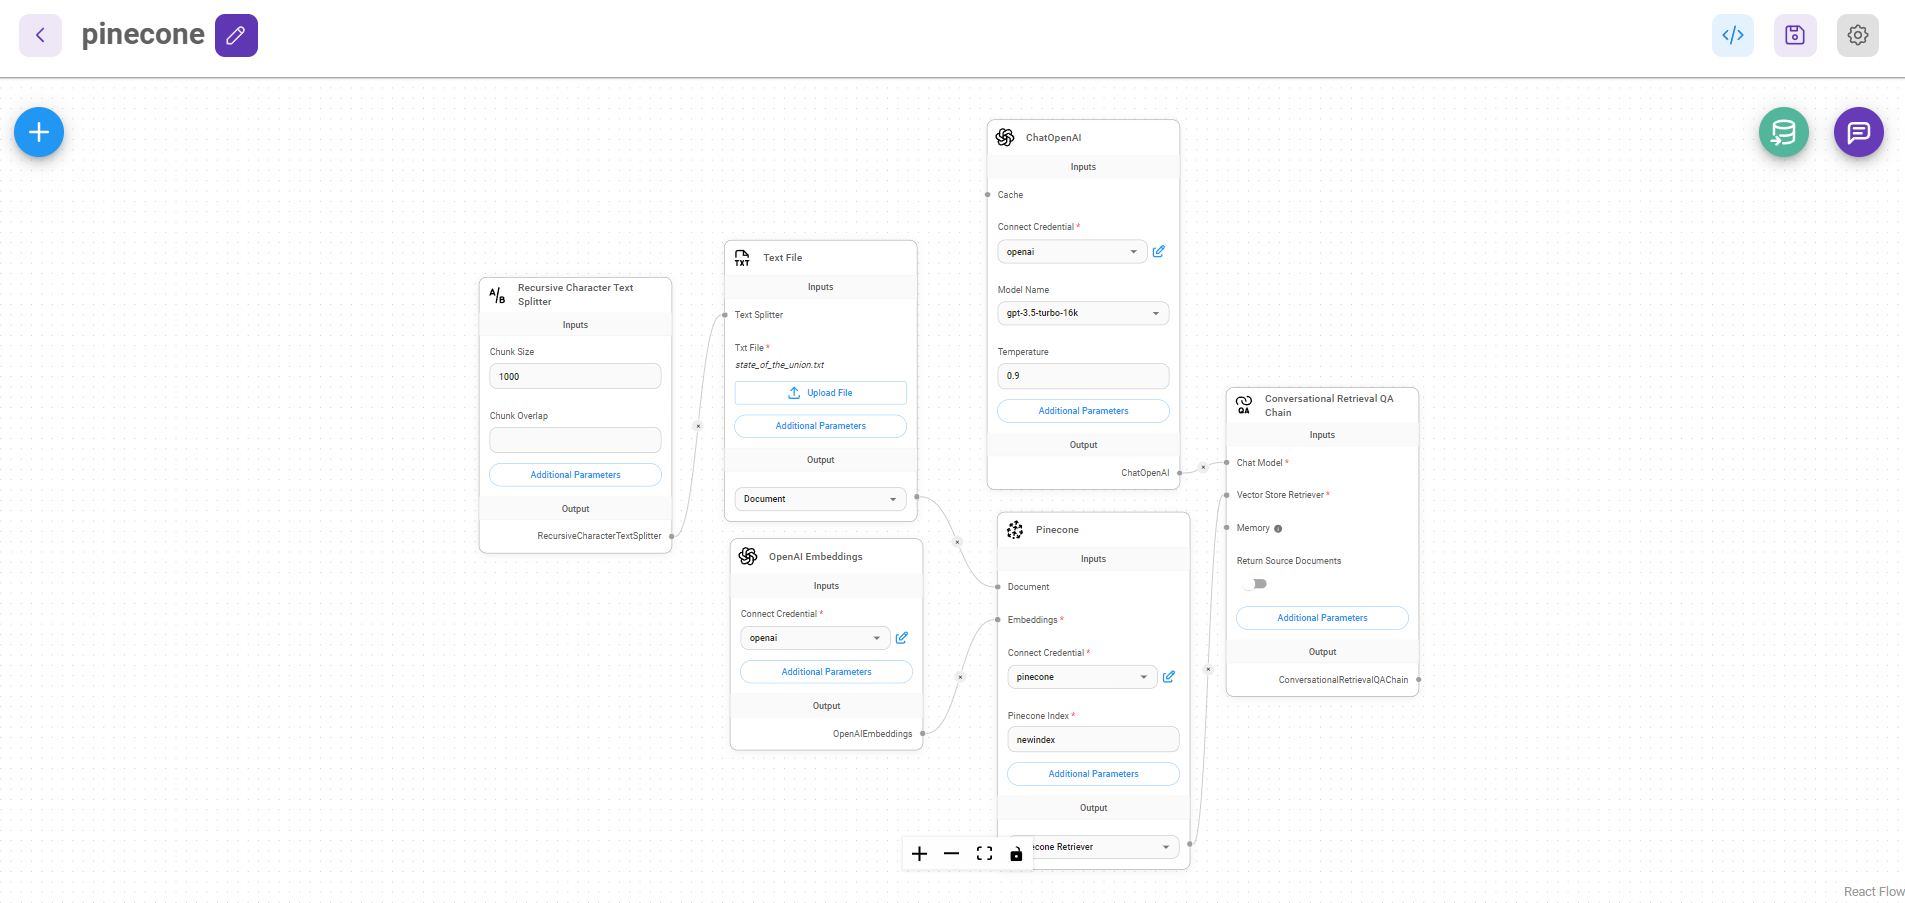 pinecone
Recursive Character Text
Splitter
Inputs
Chunk Size
1000
Chunk Overlap
Additional Parameters
Output
RecursiveCharacterTextSplitter
TXT
Text File
Inputs
Text Splitter
Txt File *
state_of_the_union.txt
Upload File
Additional Parameters
Output
Document
OpenAI Embeddings
Inputs
Connect Credential *
openai
Additional Parameters
Output
OpenAIEmbeddings
ChatOpenAI
Inputs
Cache
Connect Credential *
openai
Model Name
gpt-3.5-turbo-16k
Temperature
0.9
Additional Parameters
Output
ChatOpenAI
Pinecone
Inputs
Document
Embeddings *
Connect Credential *
pinecone
Pinecone Index *
newindex
Additional Parameters
Output
econe Retriever
QA
Conversational Retrieval QA
Chain
Inputs
Chat Model *
Vector Store Retriever *
Memory
Return Source Documents
Additional Parameters
Output
ConversationalRetrievalQAChain
React Flow